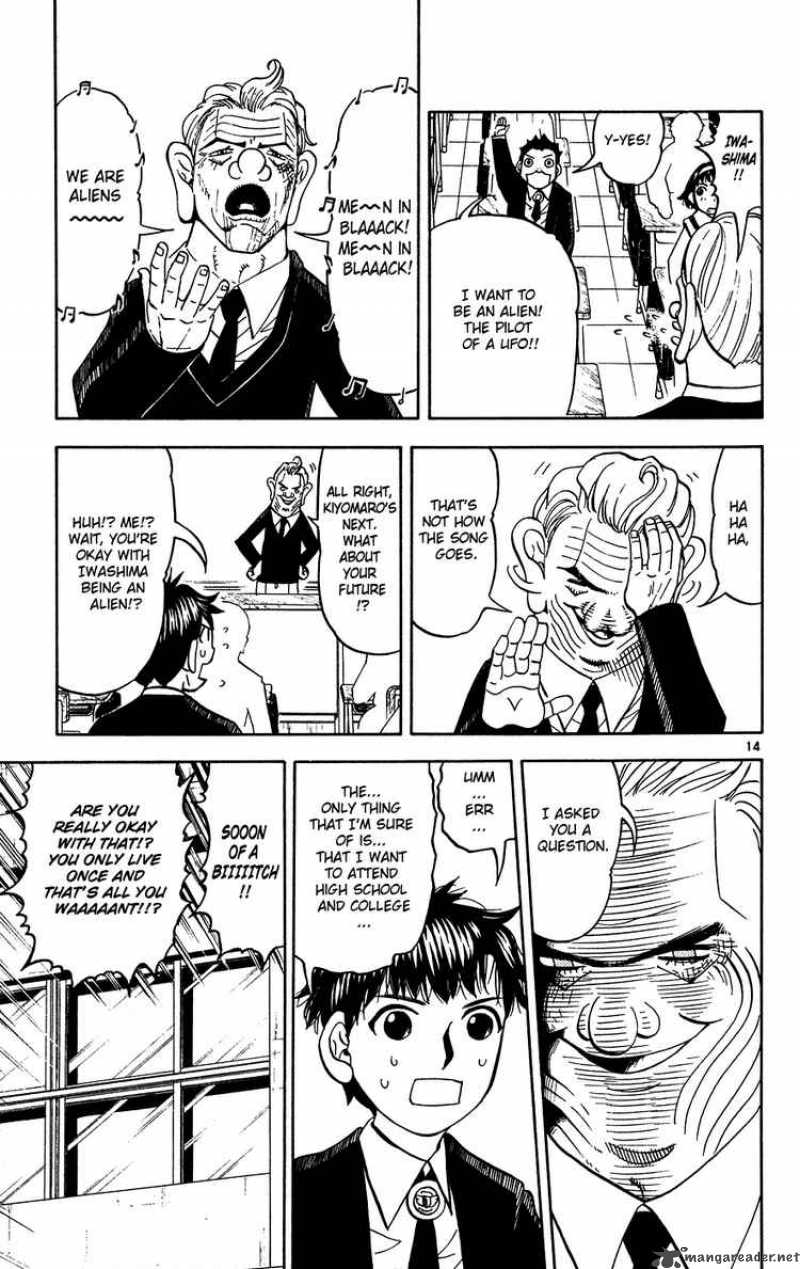 IWA-
SHIMA
!!
Y-YES!
I WANT TO
BE AN ALIEN!
THE PILOT
OF A UFO!!
ME~~N IN
BLAAACK!
ME~~N IN
BLAAACK!
WE ARE
ALIENS
~~~~
HA
HA
HA,
THAT'S
NOT HOW
THE SONG
GOES.
ALL RIGHT,
KIYOMARO'S
NEXT.
WHAT
ABOUT
YOUR
FUTURE
!?
HUH!? ME!?
WAIT, YOU'RE
OKAY WITH
IWASHIMA
BEING AN
ALIEN!?
14
I ASKED
YOU A
QUESTION.
UMM
...
ERR
...
THE...
ONLY THING
THAT I'M SURE
OF IS...
THAT I WANT
TO ATTEND
HIGH SCHOOL
AND COLLEGE
...
SOOON
OF A
BIIIIITCH
!!
ARE YOU
REALLY OKAY
WITH THAT!?
YOU ONLY LIVE
ONCE AND
THAT'S ALL YOU
WAAAAANT!!?
mangareader.net